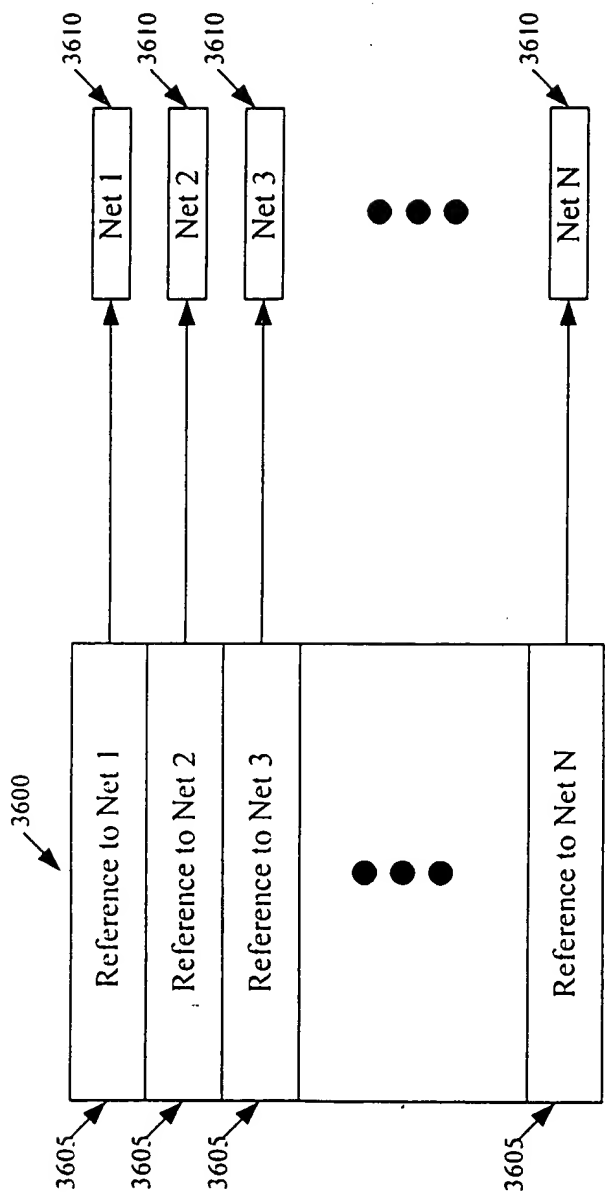 3600
3605 Reference to Net 1 Net 1 3610
3605 Reference to Net 2 Net 2 3610
3605 Reference to Net 3 Net 3 3610
3605 Reference to Net N Net N 3610